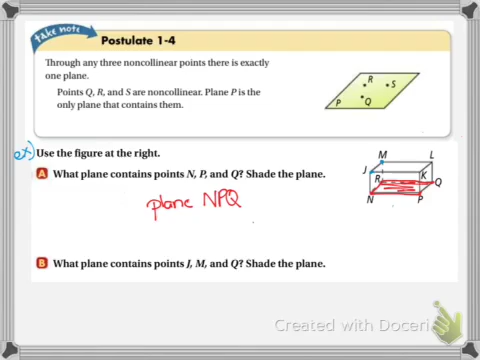 take note
Postulate 1-4
Through any three noncollinear points there is exactly
one plane.
Points Q, R, and S are noncollinear. Plane P is the
only plane that contains them.
R
S
Q
P
ex) Use the figure at the right.
A What plane contains points N, P, and Q? Shade the plane.
plane NPQ
M
L
J
K
R
Q
N
P
B What plane contains points J, M, and Q? Shade the plane.
Created with Doceri